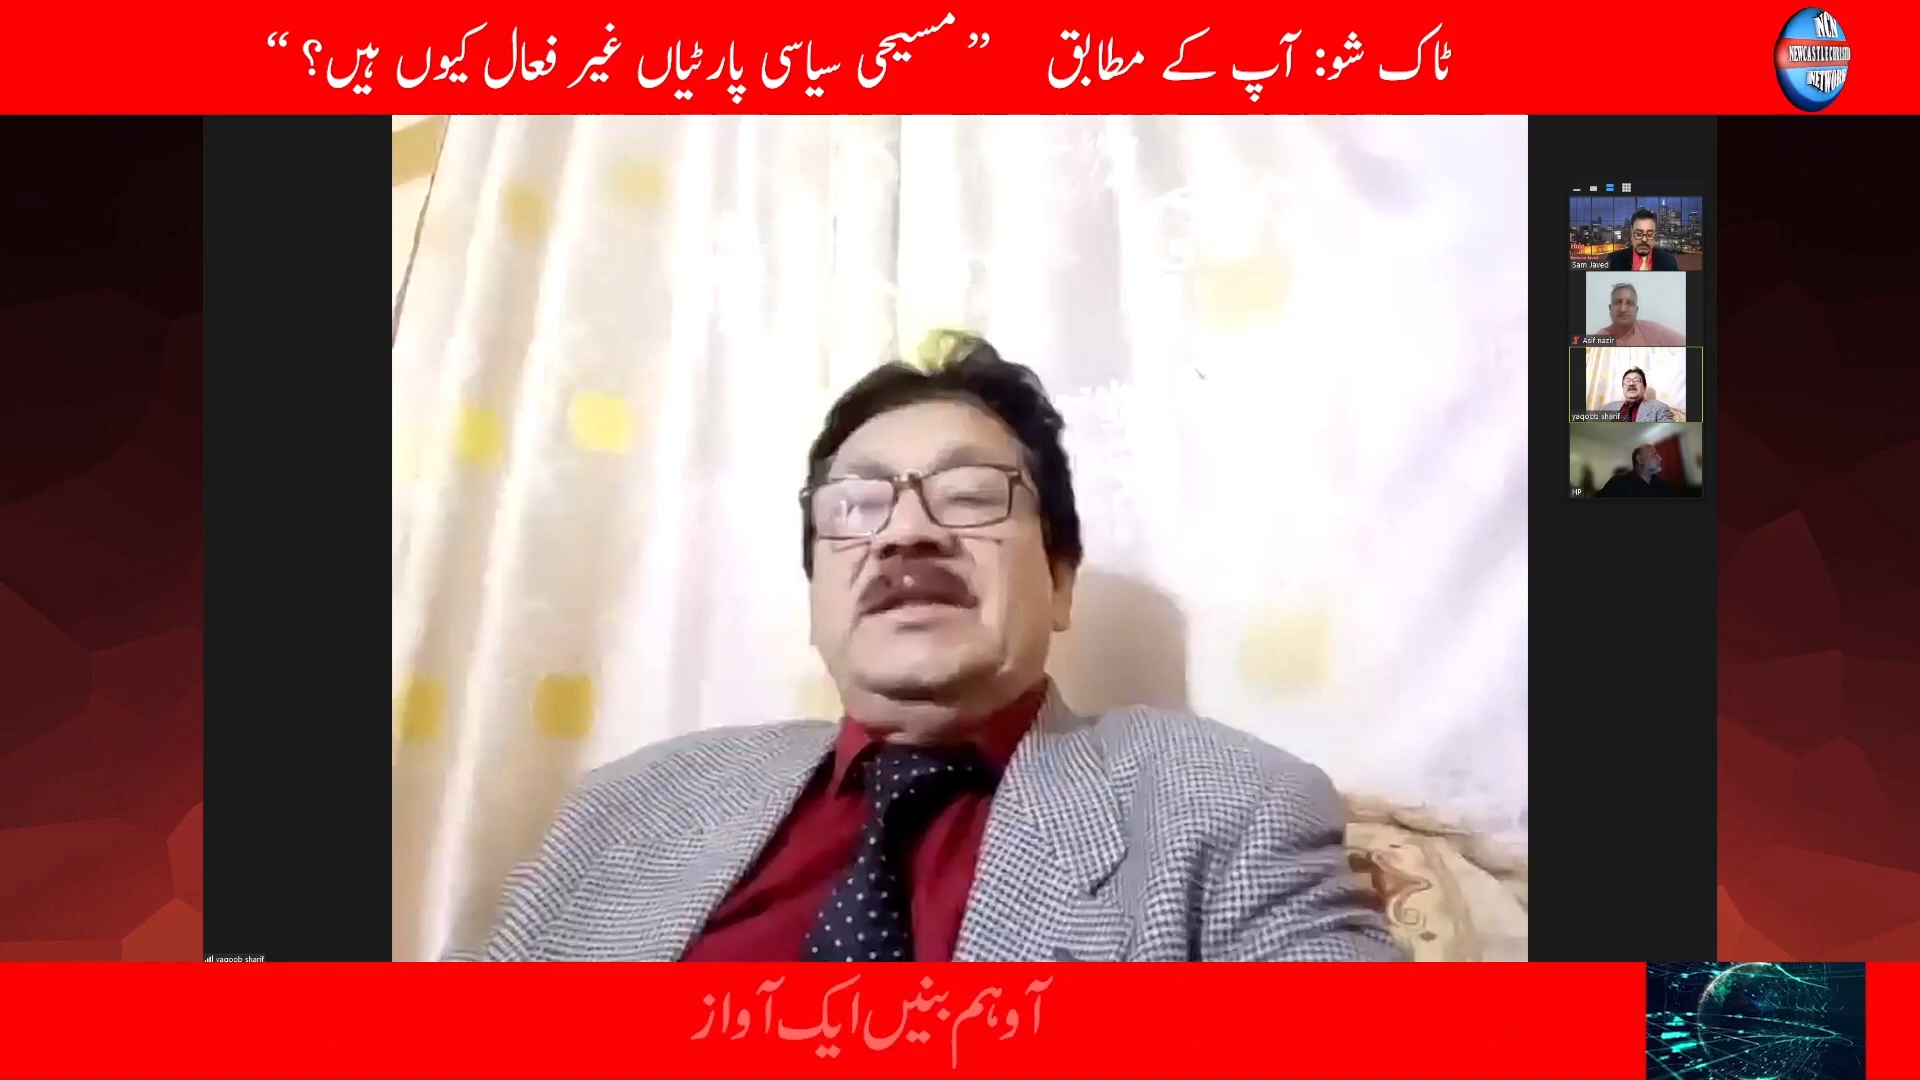 ٹاک شو: آپ کے مطابق ” مسیحی سیاسی پارٹیاں غیر فعال کیوں ہیں؟ “
NCN
NEWCASTLE CHRISTIAN
NETWORK
Sam Javed
Asif nazir
yaqoob sharif
HP
yaqoob sharif
آو ہم بنیں ایک آواز